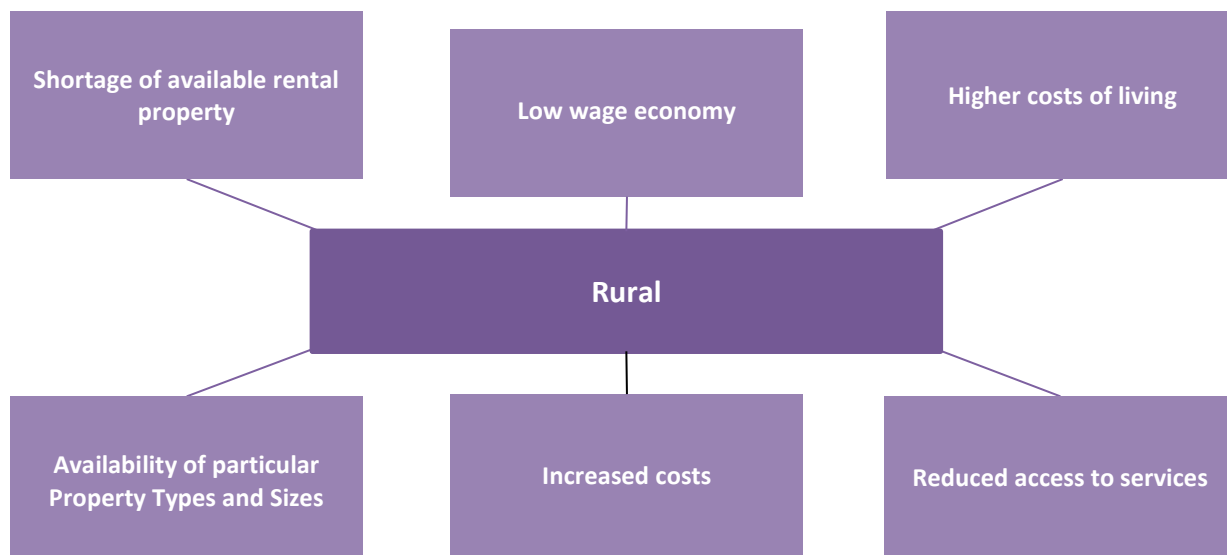 Shortage of available rental
property
Low wage economy
Higher costs of living
Rural
Availability of particular
Property Types and Sizes
Increased costs
Reduced access to services